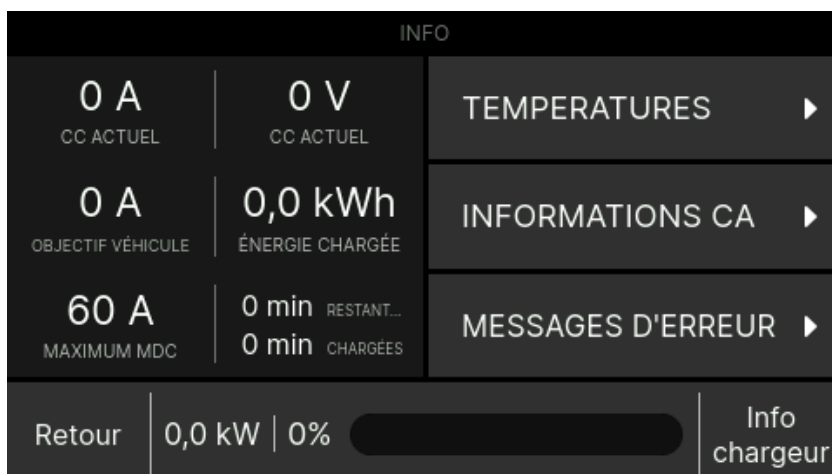 INFO
0 A
CC ACTUEL
0 V
CC ACTUEL
TEMPERATURES
0 A
OBJECTIF VÉHICULE
0,0 kWh
ÉNERGIE CHARGÉE
INFORMATIONS CA
60 A
MAXIMUM MDC
0 min RESTANT...
0 min CHARGÉES
MESSAGES D'ERREUR
Retour
0,0 kW
0%
Info
chargeur